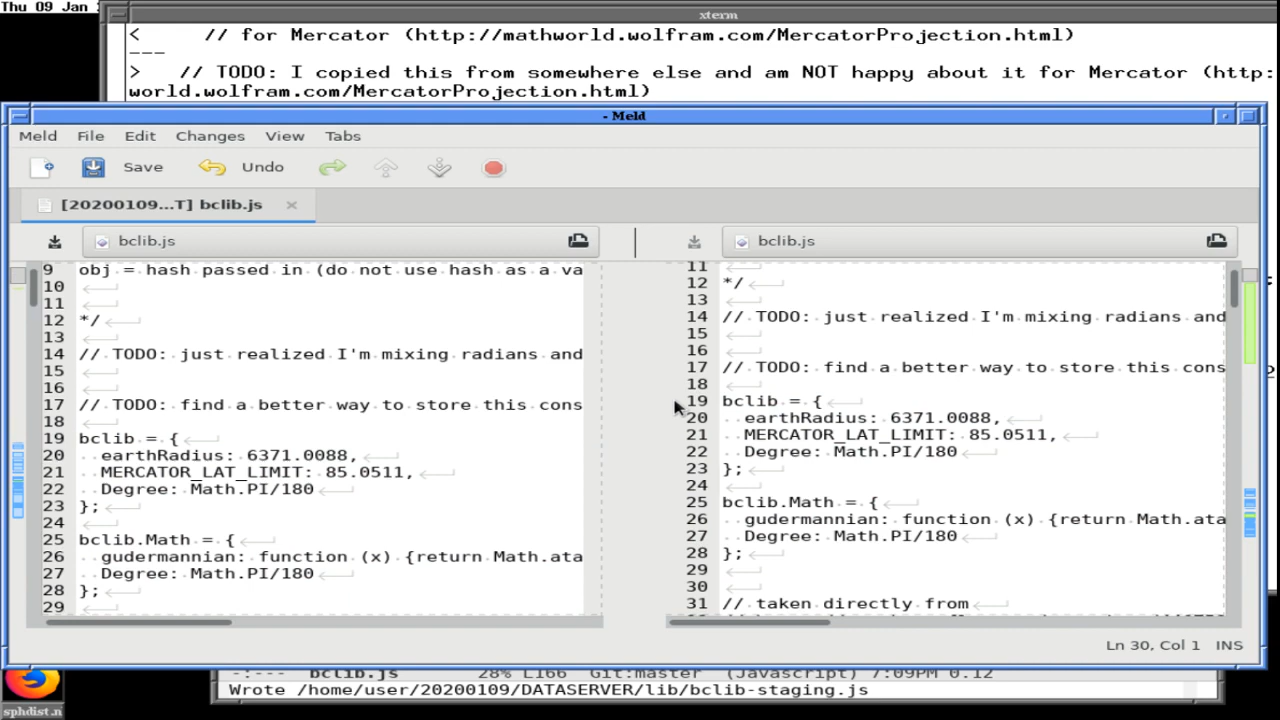 Thu 09 Jan
xterm
<      // for Mercator (http://mathworld.wolfram.com/MercatorProjection.html)
---
>    // TODO: I copied this from somewhere else and am NOT happy about it for Mercator (http:
world.wolfram.com/MercatorProjection.html)
- Meld
Meld File Edit Changes View Tabs
Save Undo
[20200109...T] bclib.js ×
bclib.js
9 obj = hash passed in (do not use hash as a va
10
11
12 */
13
14 // TODO: just realized I'm mixing radians and
15
16
17 // TODO: find a better way to store this cons
18
19 bclib = {
20   earthRadius: 6371.0088,
21   MERCATOR_LAT_LIMIT: 85.0511,
22   Degree: Math.PI/180
23 };
24
25 bclib.Math = {
26   gudermannian: function (x) {return Math.ata
27   Degree: Math.PI/180
28 };
29
bclib.js
11
12 */
13
14 // TODO: just realized I'm mixing radians and
15
16
17 // TODO: find a better way to store this cons
18
19 bclib = {
20   earthRadius: 6371.0088,
21   MERCATOR_LAT_LIMIT: 85.0511,
22   Degree: Math.PI/180
23 };
24
25 bclib.Math = {
26   gudermannian: function (x) {return Math.ata
27   Degree: Math.PI/180
28 };
29
30
31 // taken directly from
Ln 30, Col 1 INS
-:--- bclib.js 28% L166 Git:master (Javascript) 7:09PM 0.12
Wrote /home/user/20200109/DATASERVER/lib/bclib-staging.js
sphdist.n